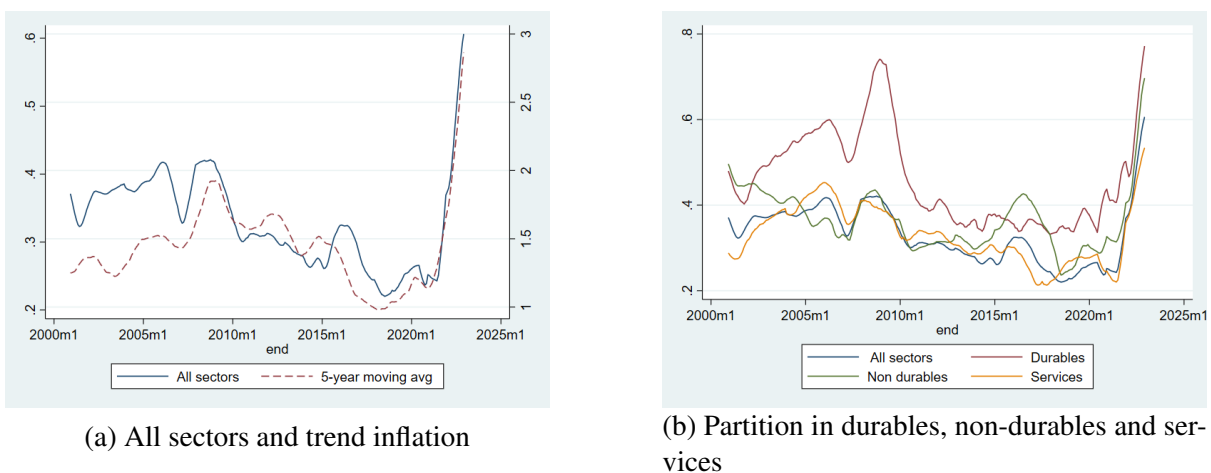 .6
.5
.4
.3
.2
3
2.5
2
1.5
1
2000m1 2005m1 2010m1 2015m1 2020m1 2025m1
end
All sectors 5-year moving avg
(a) All sectors and trend inflation
.8
.6
.4
.2
2000m1 2005m1 2010m1 2015m1 2020m1 2025m1
end
All sectors Durables
Non durables Services
(b) Partition in durables, non-durables and ser-
vices